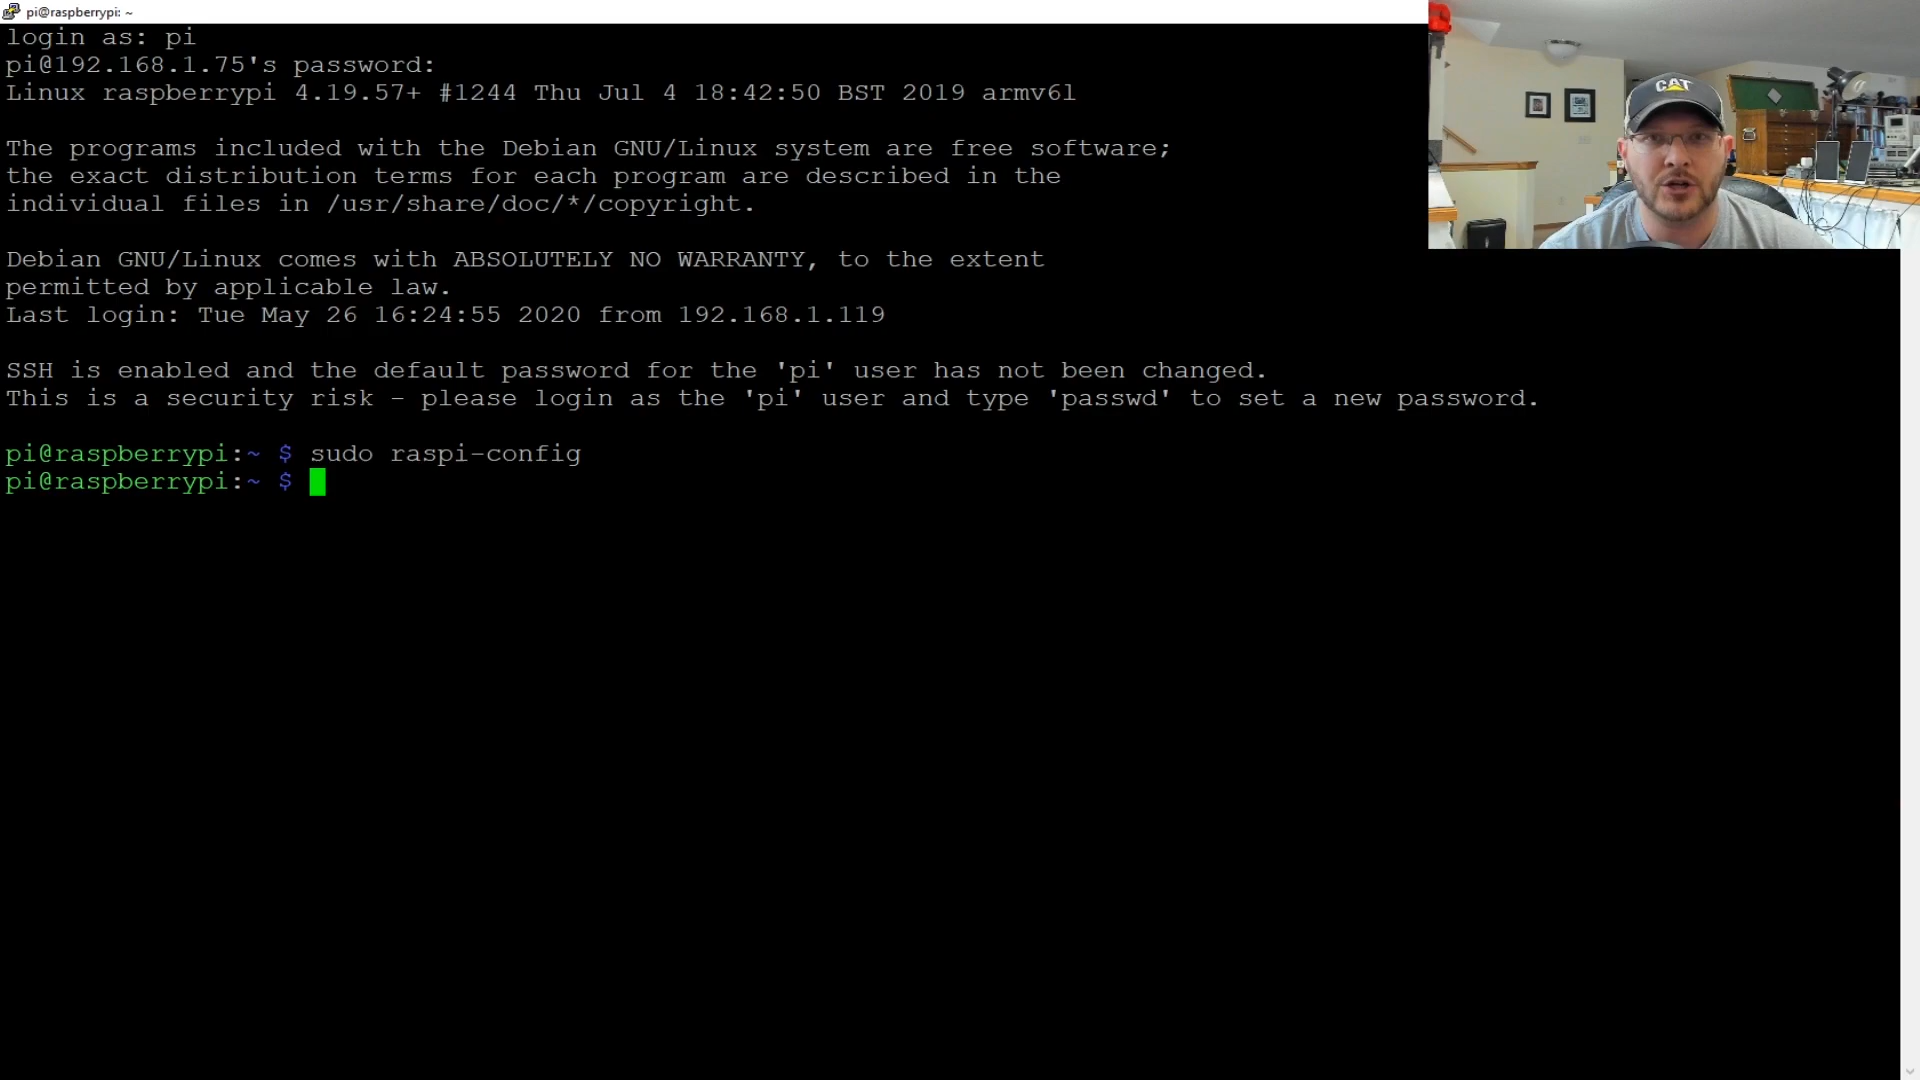 pi@raspberrypi: ~
login as: pi
pi@192.168.1.75's password:
Linux raspberrypi 4.19.57+ #1244 Thu Jul 4 18:42:50 BST 2019 armv6l
The programs included with the Debian GNU/Linux system are free software;
the exact distribution terms for each program are described in the
individual files in /usr/share/doc/*/copyright.
Debian GNU/Linux comes with ABSOLUTELY NO WARRANTY, to the extent
permitted by applicable law.
Last login: Tue May 26 16:24:55 2020 from 192.168.1.119
SSH is enabled and the default password for the 'pi' user has not been changed.
This is a security risk - please login as the 'pi' user and type 'passwd' to set a new password.
pi@raspberrypi:~ $ sudo raspi-config
pi@raspberrypi:~ $
CAT